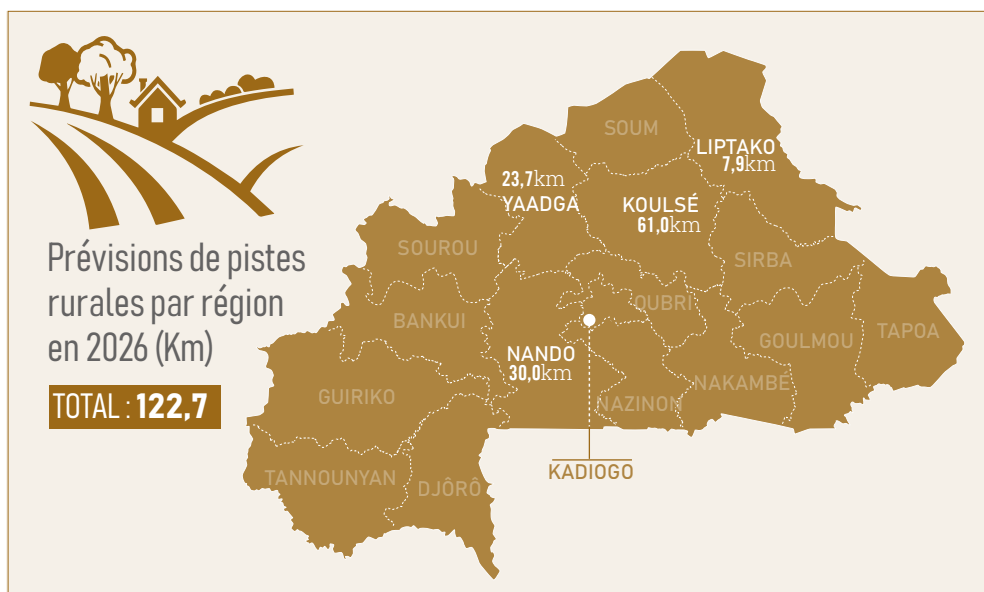 Prévisions de pistes
rurales par région
en 2026 (Km)
TOTAL : 122,7
SOUM
LIPTAKO
7,9km
23,7km
YAADGA
KOULSÉ
61,0km
SOUROU
SIRBA
BANKUI
OUBRI
GOULMOU
TAPOA
NANDO
30,0km
NAKAMBÉ
GUIRIKO
NAZINON
TANNOUNYAN
DJÔRÔ
KADIOGO